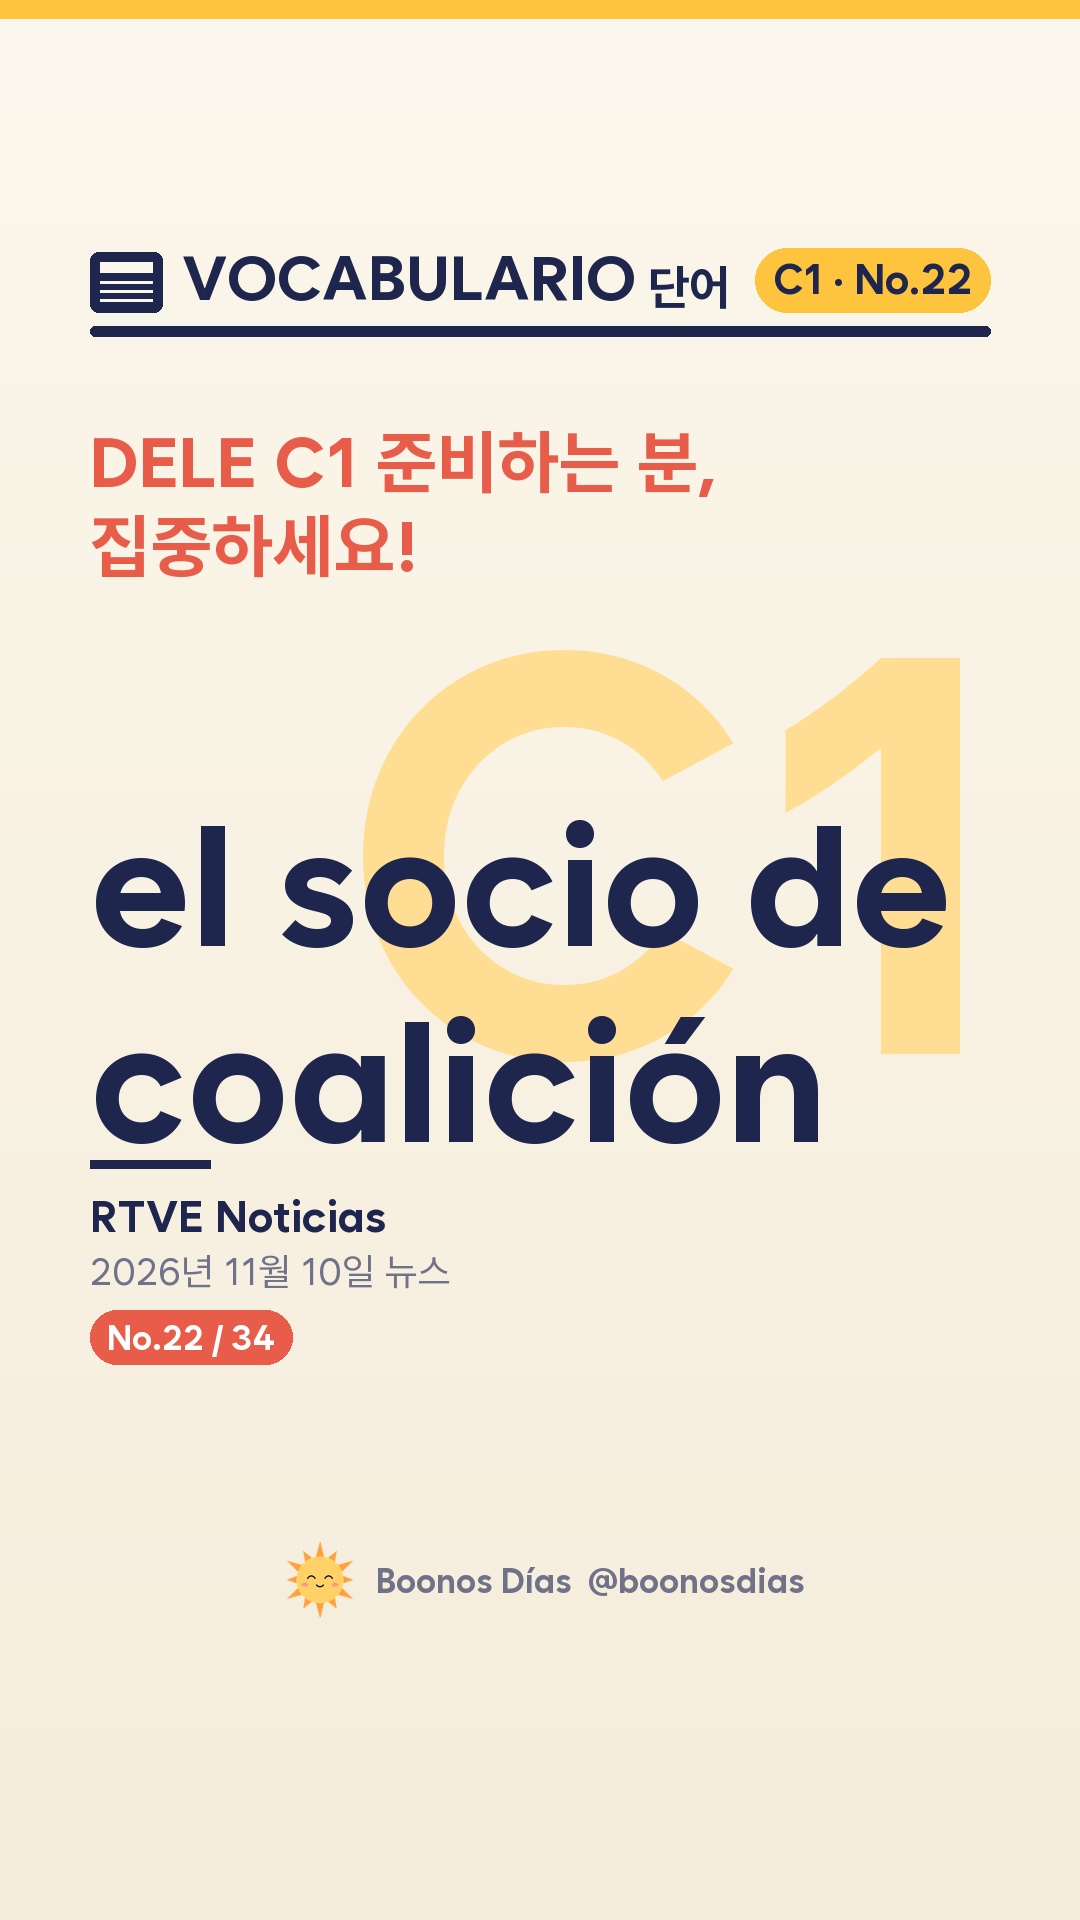 VOCABULARIO 단어 C1 · No.22
DELE C1 준비하는 분,
집중하세요!
C1
el socio de
coalición
RTVE Noticias
2026년 11월 10일 뉴스
No.22 / 34
Boonos Días @boonosdias